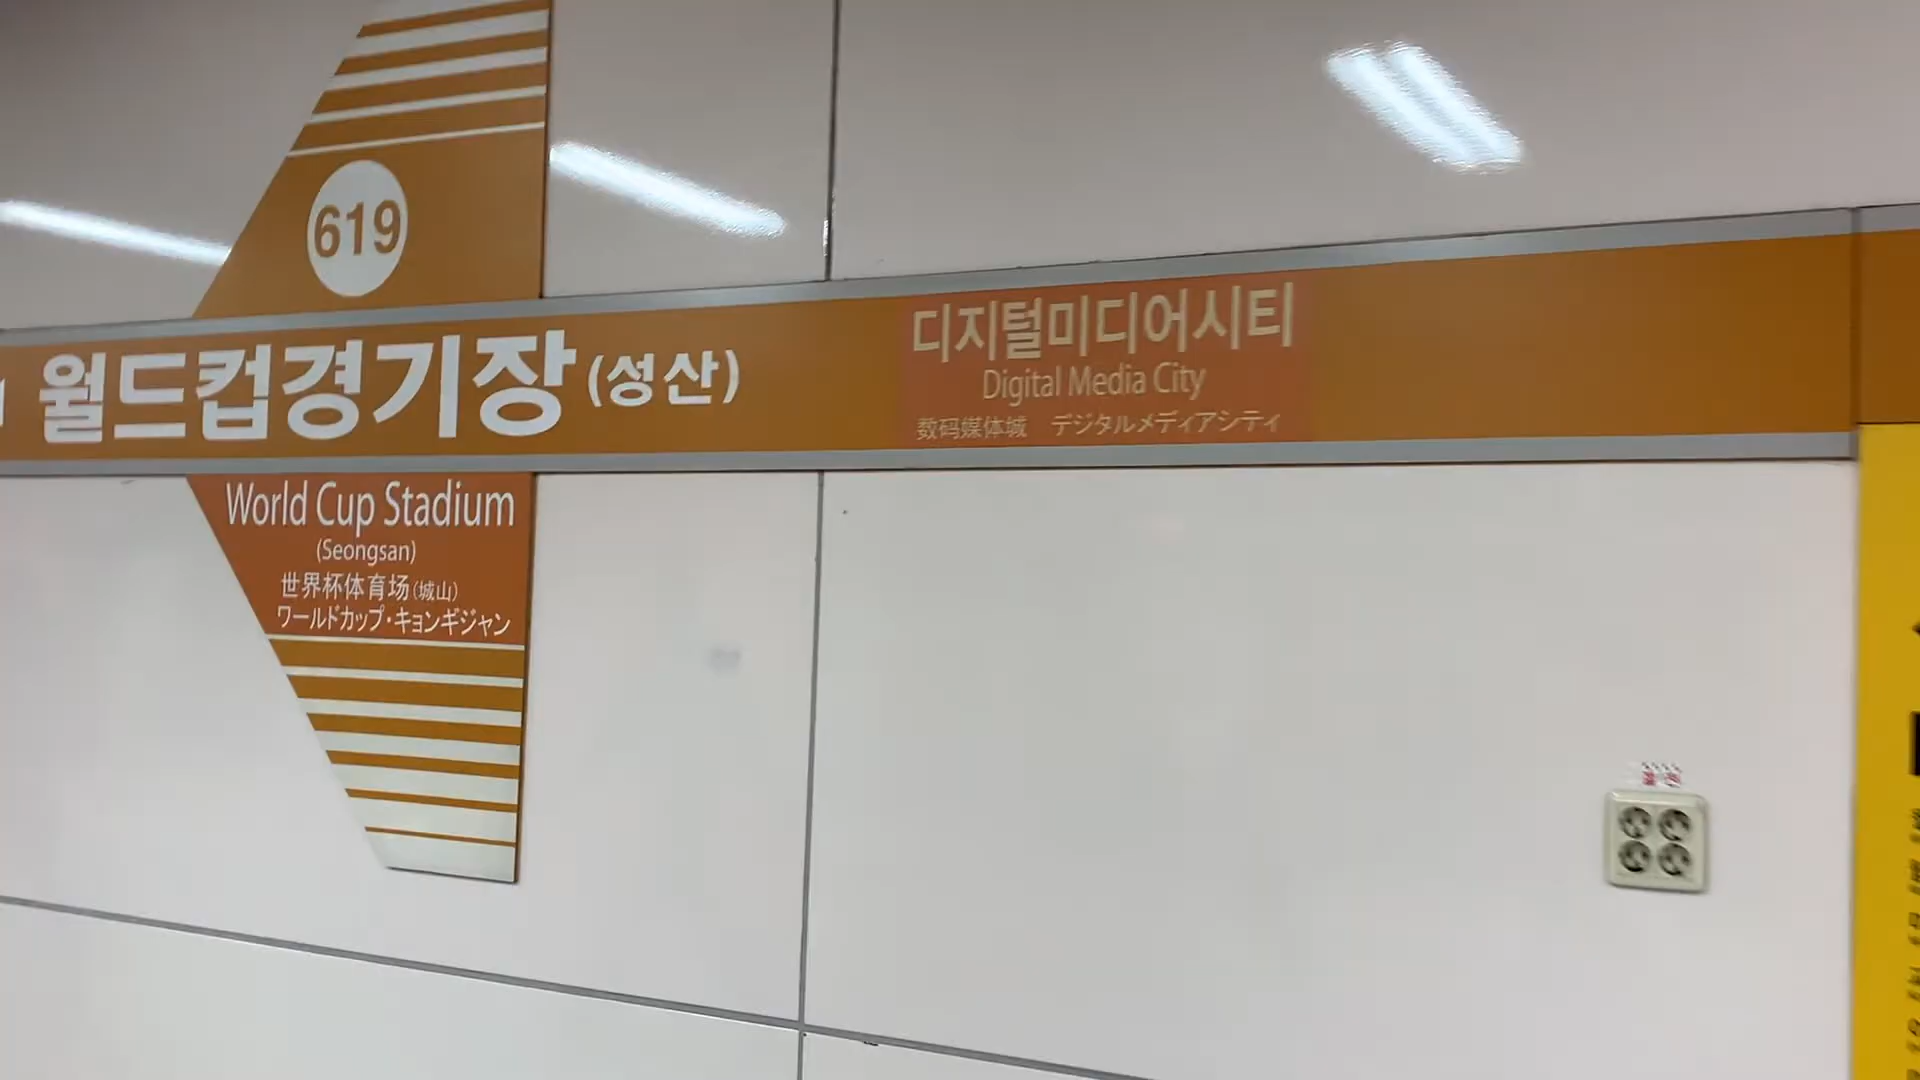 619
월드컵경기장(성산)
World Cup Stadium
(Seongsan)
世界杯体育场(城山)
ワールドカップ・キョンギジャン
디지털미디어시티
Digital Media City
数码媒体城 デジタルメディアシティ